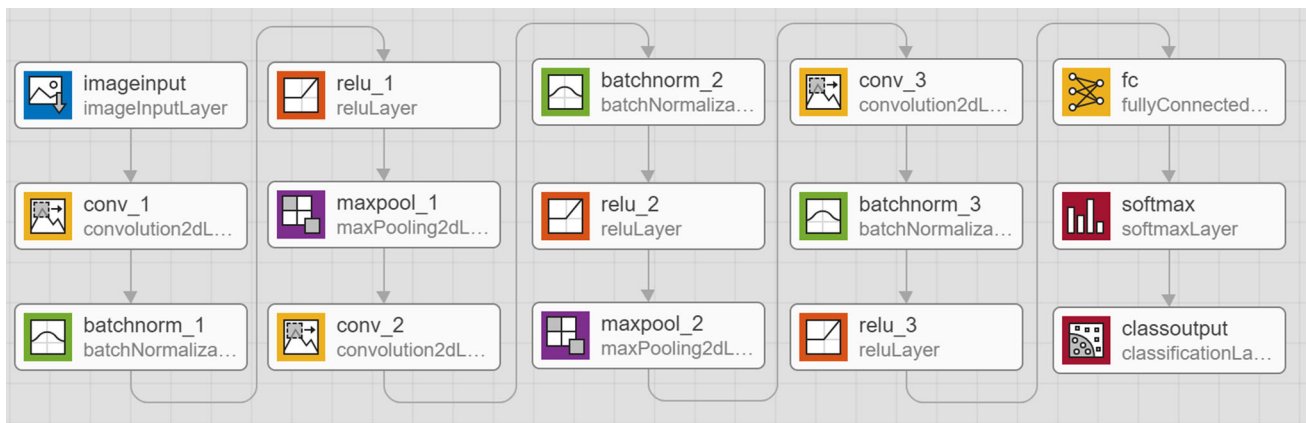 imageinput
imageInputLayer
conv_1
convolution2dL...
batchnorm_1
batchNormaliza...
relu_1
reluLayer
maxpool_1
maxPooling2dL...
conv_2
convolution2dL...
batchnorm_2
batchNormaliza...
relu_2
reluLayer
maxpool_2
maxPooling2dL...
conv_3
convolution2dL...
batchnorm_3
batchNormaliza...
relu_3
reluLayer
fc
fullyConnected...
softmax
softmaxLayer
classoutput
classificationLa...